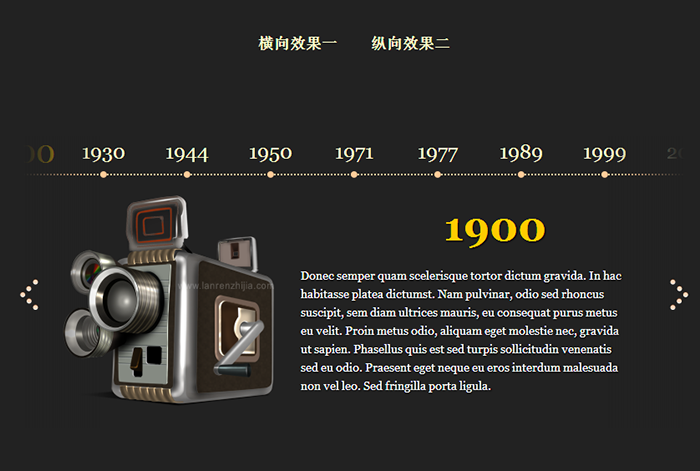 横向效果一 纵向效果二
00 1930 1944 1950 1971 1977 1989 1999 20
1900
www.lanrenzhijia.com
Donec semper quam scelerisque tortor dictum gravida. In hac
habitasse platea dictumst. Nam pulvinar, odio sed rhoncus
suscipit, sem diam ultrices mauris, eu consequat purus metus
eu velit. Proin metus odio, aliquam eget molestie nec, gravida
ut sapien. Phasellus quis est sed turpis sollicitudin venenatis
sed eu odio. Praesent eget neque eu eros interdum malesuada
non vel leo. Sed fringilla porta ligula.